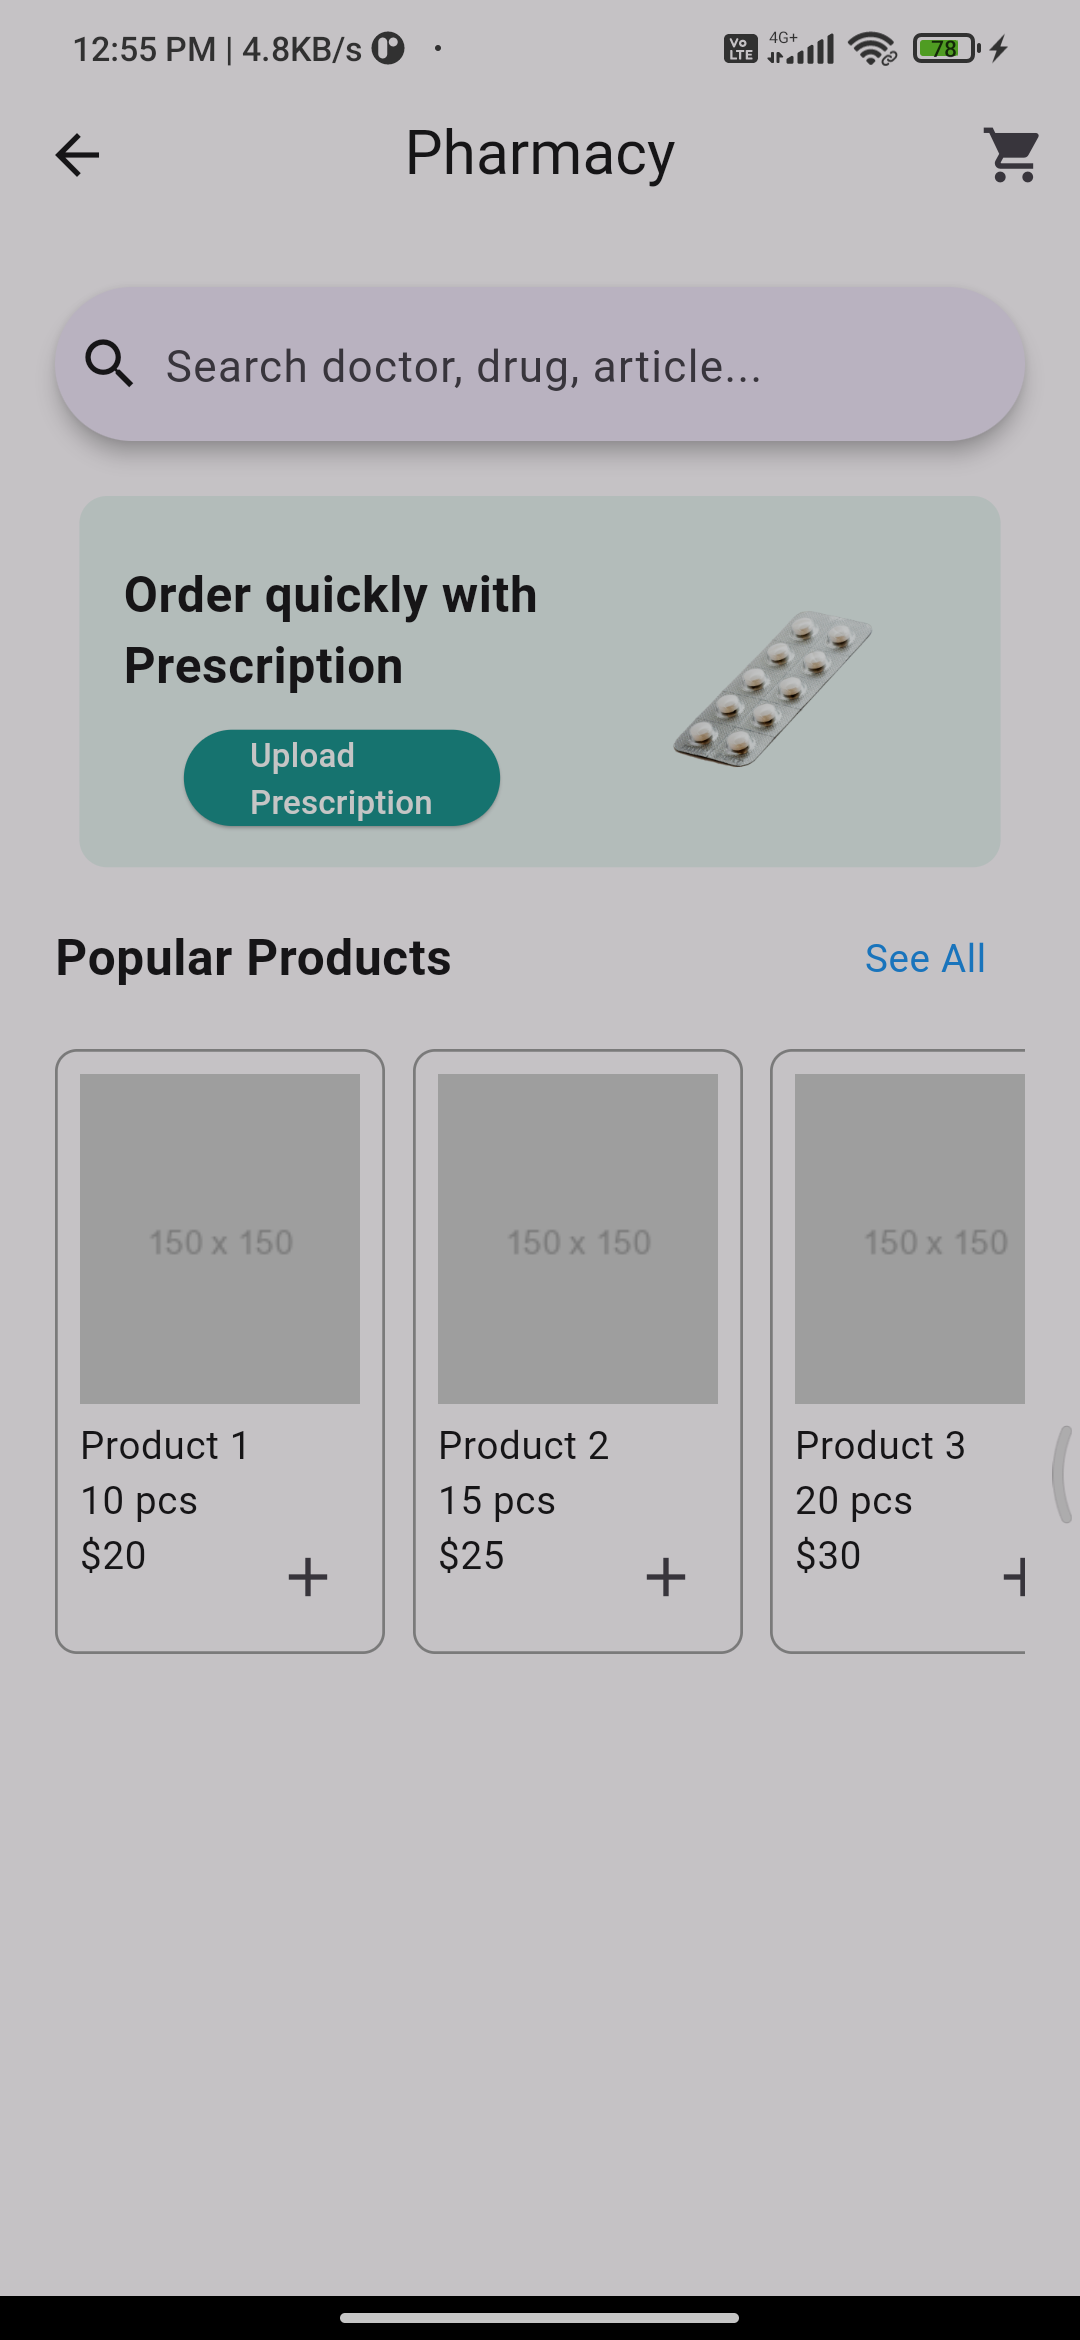 12:55 PM | 4.8KB/s
Vo LTE 4G+ 78
Pharmacy
Search doctor, drug, article...
Order quickly with
Prescription
Upload
Prescription
Popular Products
See All
150 x 150
150 x 150
150 x 150
Product 1
10 pcs
$20
Product 2
15 pcs
$25
Product 3
20 pcs
$30